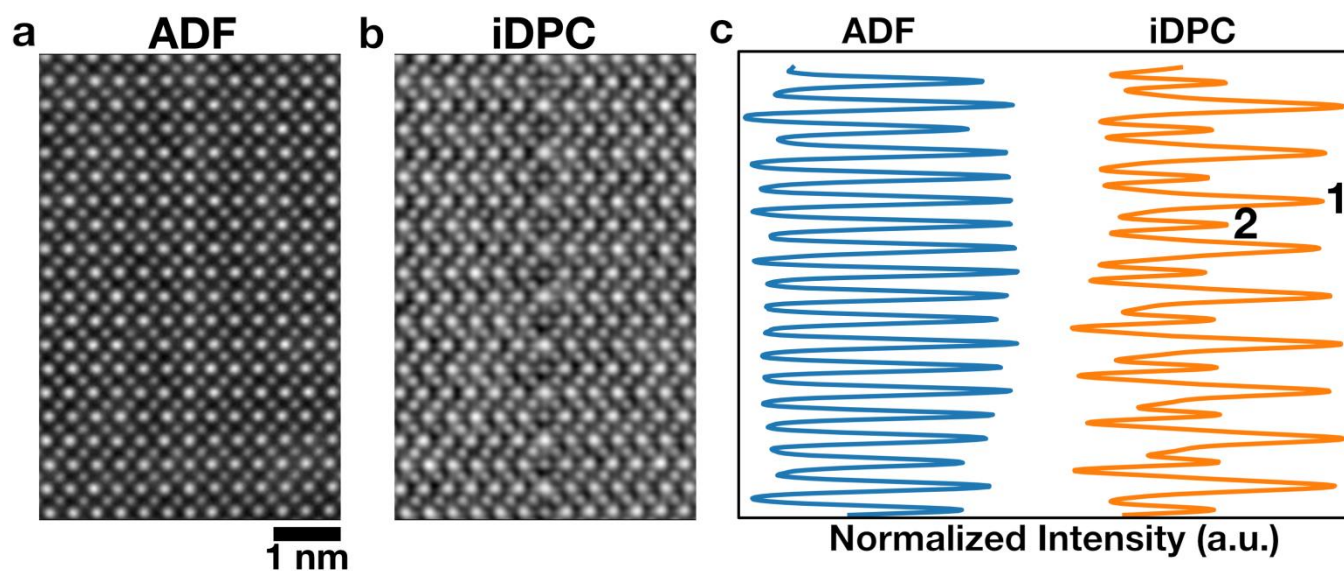 a ADF
b iDPC
c ADF iDPC
1
2
1 nm
Normalized Intensity (a.u.)